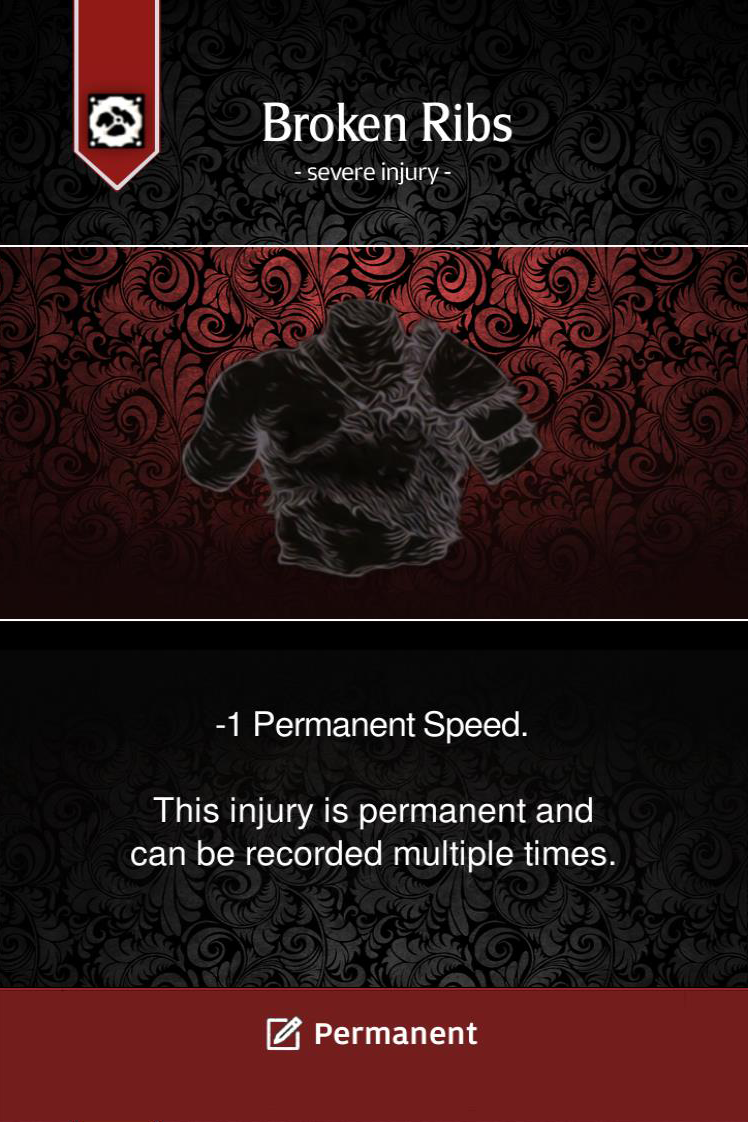 Broken Ribs
- severe injury -
-1 Permanent Speed.
This injury is permanent and
can be recorded multiple times.
Permanent